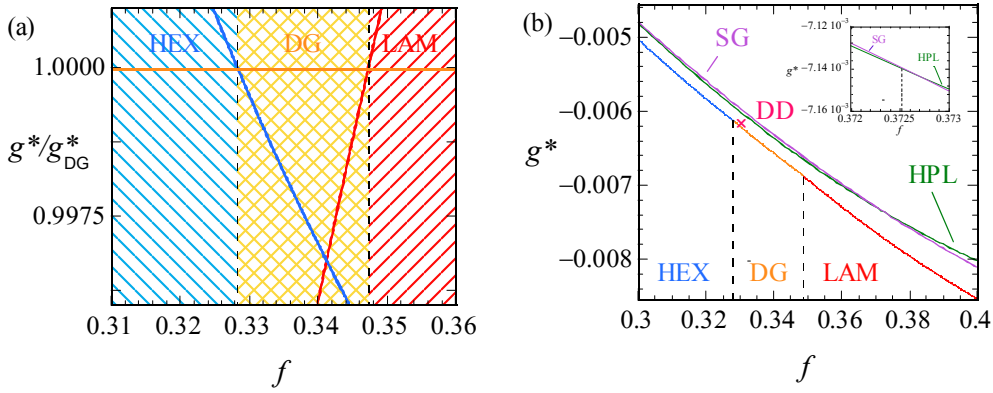 (a)
HEX
DG
LAM
1.0000
0.9975
g*/g*DG
0.31
0.32
0.33
0.34
0.35
0.36
f
(b)
−0.005
−0.006
−0.007
−0.008
g*
SG
DD
HPL
HEX
DG
LAM
0.3
0.32
0.34
0.36
0.38
0.4
f
−7.12 10⁻³
−7.14 10⁻³
−7.16 10⁻³
g*
SG
HPL
0.372
0.3725
0.373
f